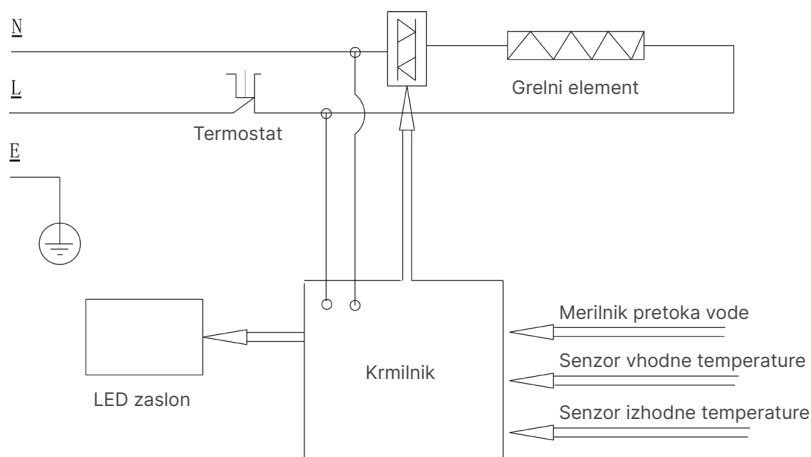 N
L
Termostat
Grelni element
E
Merilnik pretoka vode
Senzor vhodne temperature
Krmilnik
LED zaslon
Senzor izhodne temperature